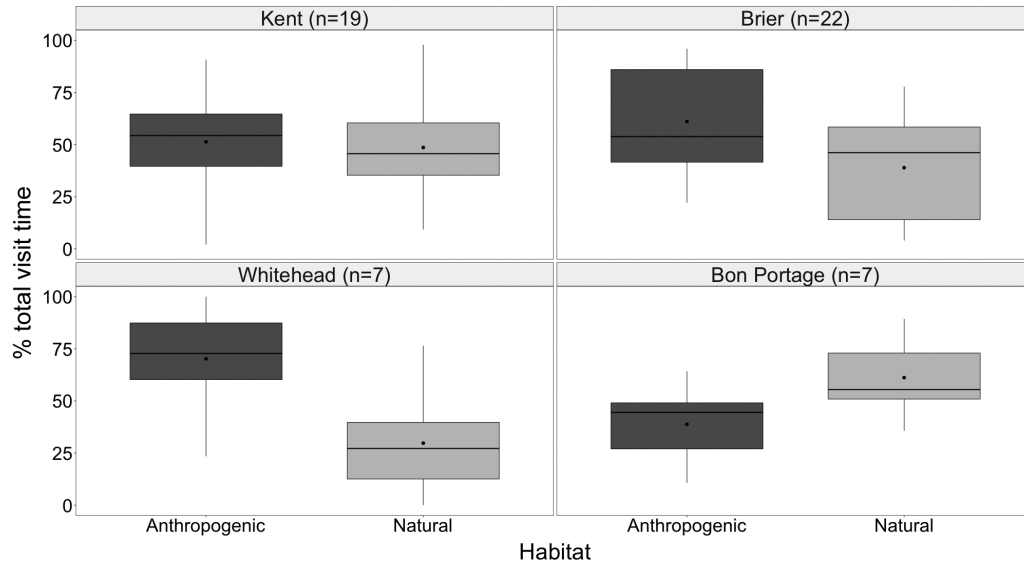 Kent (n=19)
Brier (n=22)
100
75
50
25
0
Whitehead (n=7)
Bon Portage (n=7)
100
75
50
25
0
% total visit time
Anthropogenic
Natural
Anthropogenic
Natural
Habitat